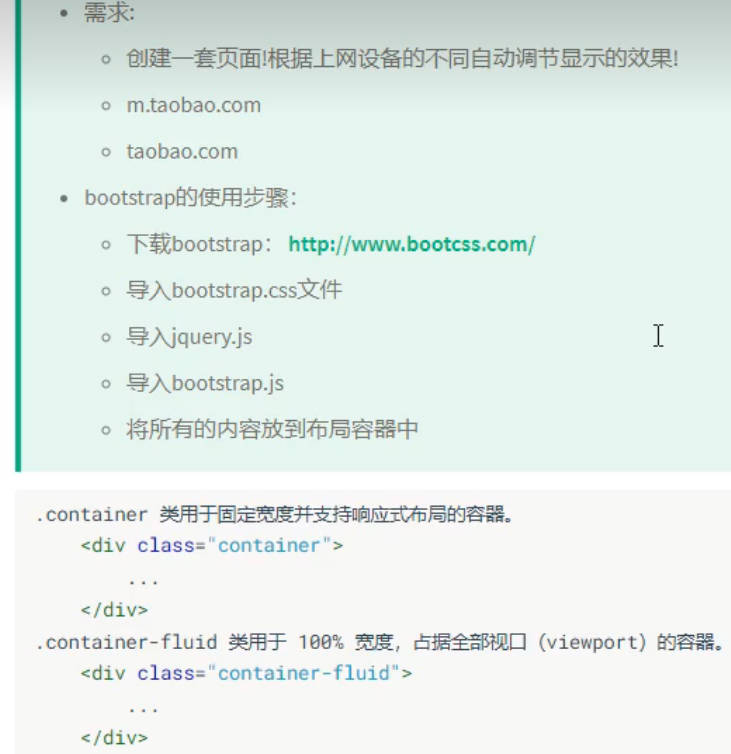 需求:
创建一套页面!根据上网设备的不同自动调节显示的效果!
m.taobao.com
taobao.com
bootstrap的使用步骤：
下载bootstrap： http://www.bootcss.com/
导入bootstrap.css文件
导入jquery.js
导入bootstrap.js
将所有的内容放到布局容器中
.container 类用于固定宽度并支持响应式布局的容器。
<div class="container">
...
</div>
.container-fluid 类用于 100% 宽度，占据全部视口（viewport）的容器。
<div class="container-fluid">
...
</div>